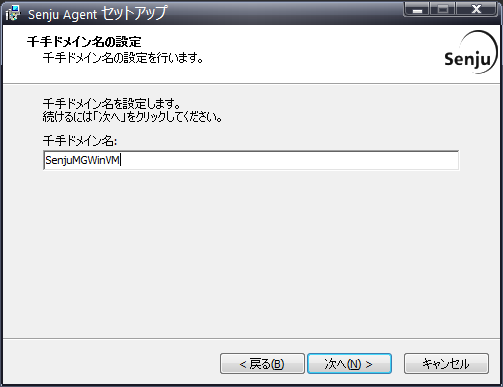 Senju Agent セットアップ
千手ドメイン名の設定
千手ドメイン名の設定を行います。
Senju
千手ドメイン名を設定します。
続けるには「次へ」をクリックしてください。
千手ドメイン名:
SenjuMGWinVM
< 戻る(B)
次へ(N) >
キャンセル